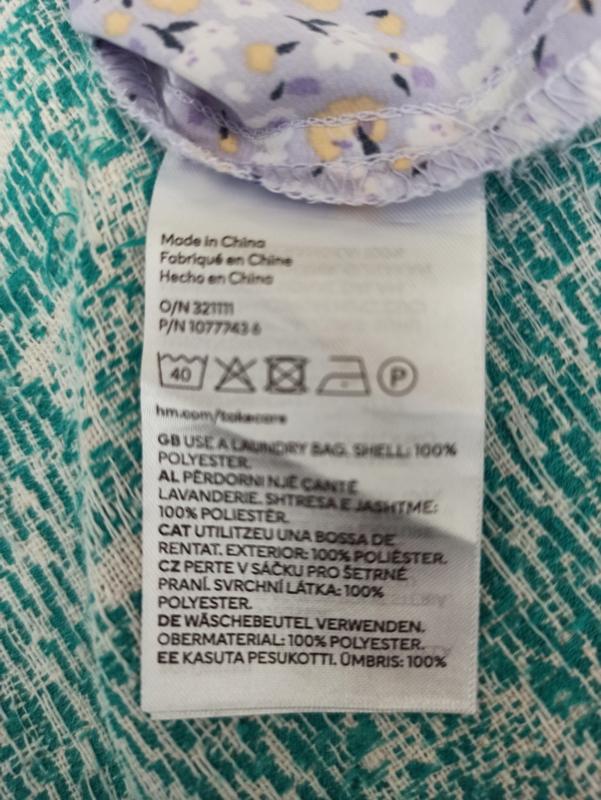 Made in China
Fabriqué en Chine
Hecho en China
O/N 321111
P/N 1077743 6
40 P
hm.com/takecare
GB USE A LAUNDRY BAG. SHELL: 100%
POLYESTER.
AL PËRDORNI NJË ÇANTË
LAVANDERIE. SHTRESA E JASHTME:
100% POLIESTËR.
CAT UTILITZEU UNA BOSSA DE
RENTAT. EXTERIOR: 100% POLIÈSTER.
CZ PERTE V SÁČKU PRO ŠETRNÉ
PRANÍ. SVRCHNÍ LÁTKA: 100%
POLYESTER.
DE WÄSCHEBEUTEL VERWENDEN.
OBERMATERIAL: 100% POLYESTER.
EE KASUTA PESUKOTTI. ÜMBRIS: 100%